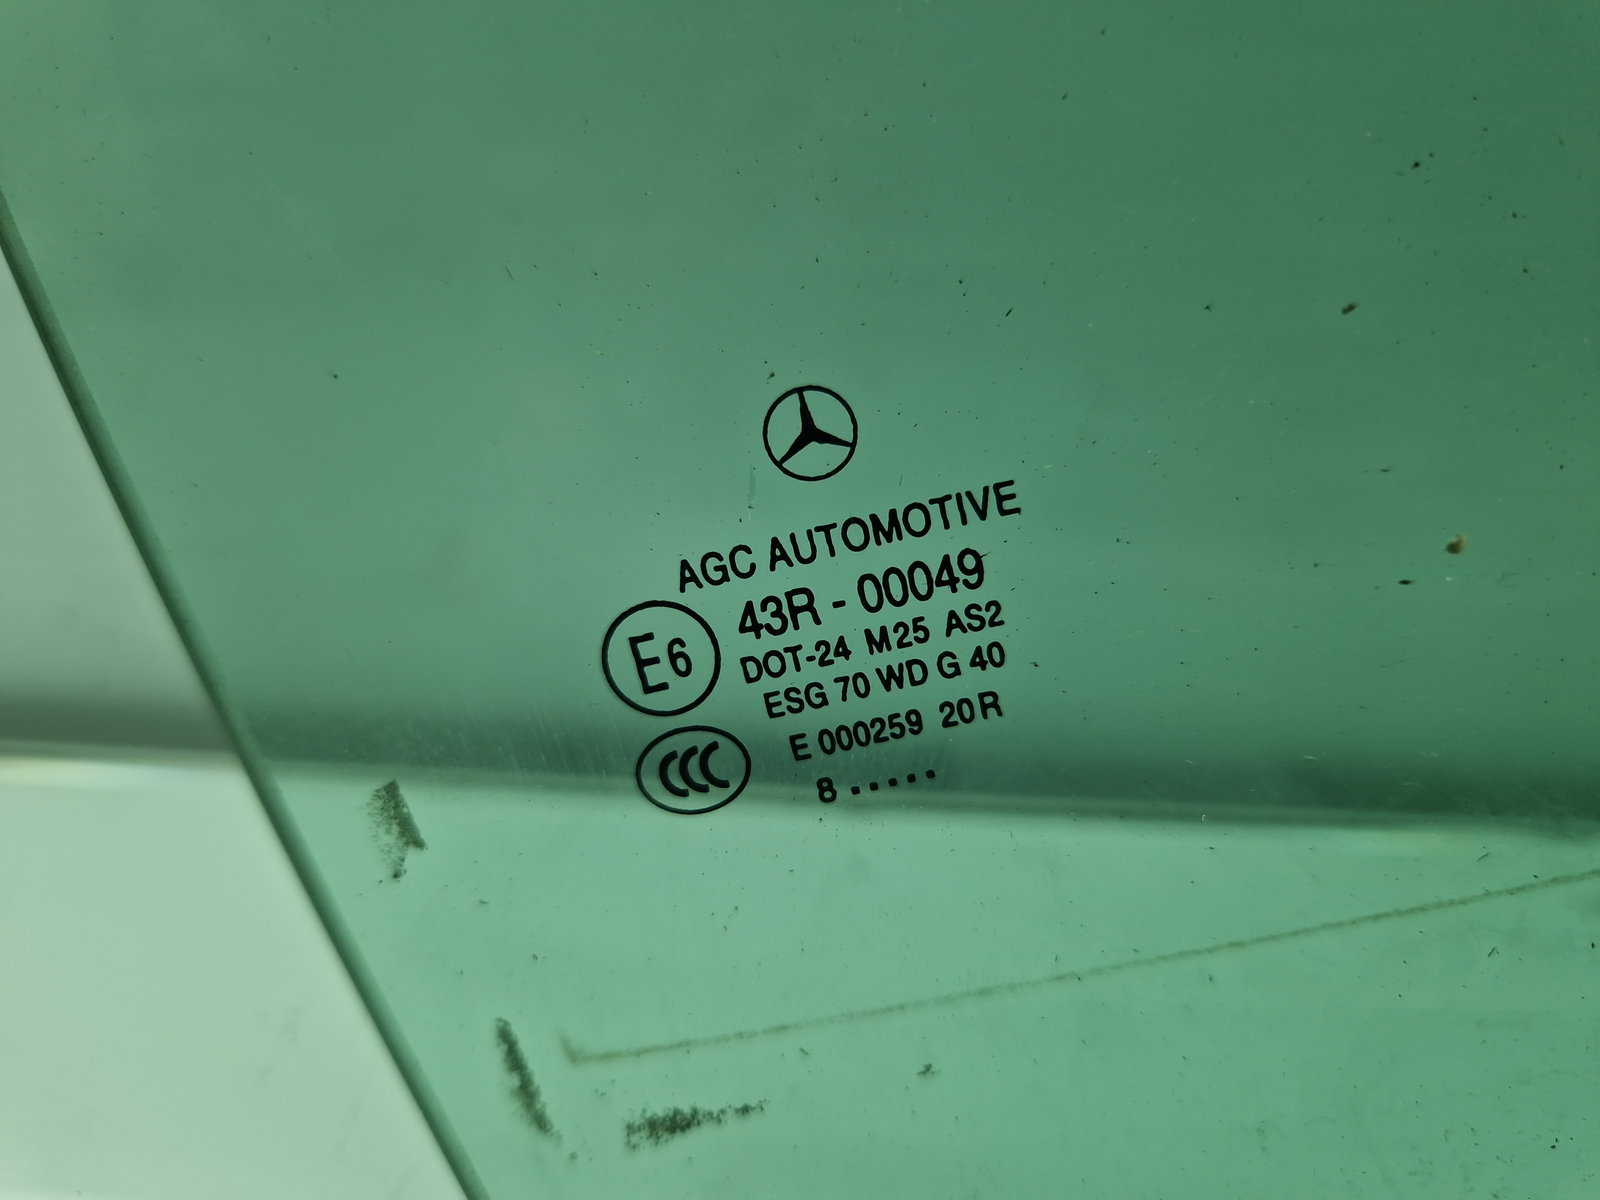 AGC AUTOMOTIVE
43R - 00049
E6
DOT-24 M25 AS2
ESG 70 WD G 40
E 000259 20R
CCC
8 .....